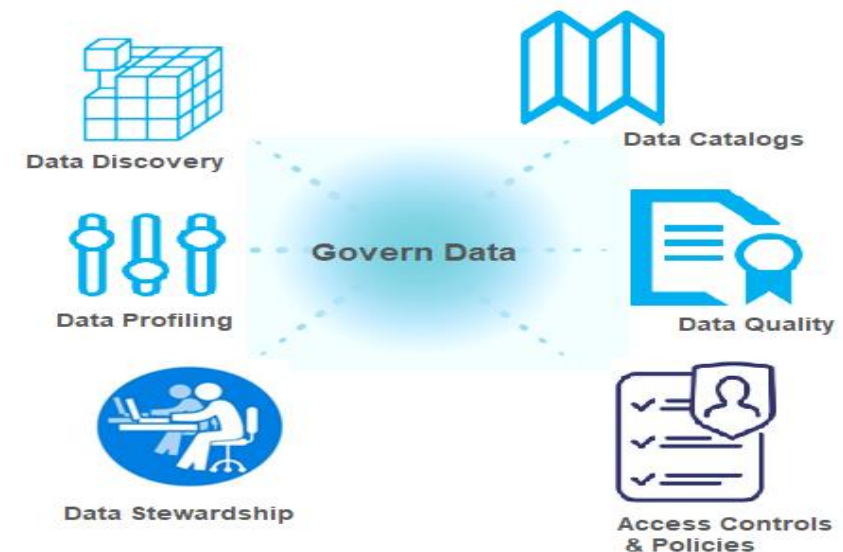 Data Discovery
Data Catalogs
Govern Data
Data Profiling
Data Quality
Data Stewardship
Access Controls
& Policies